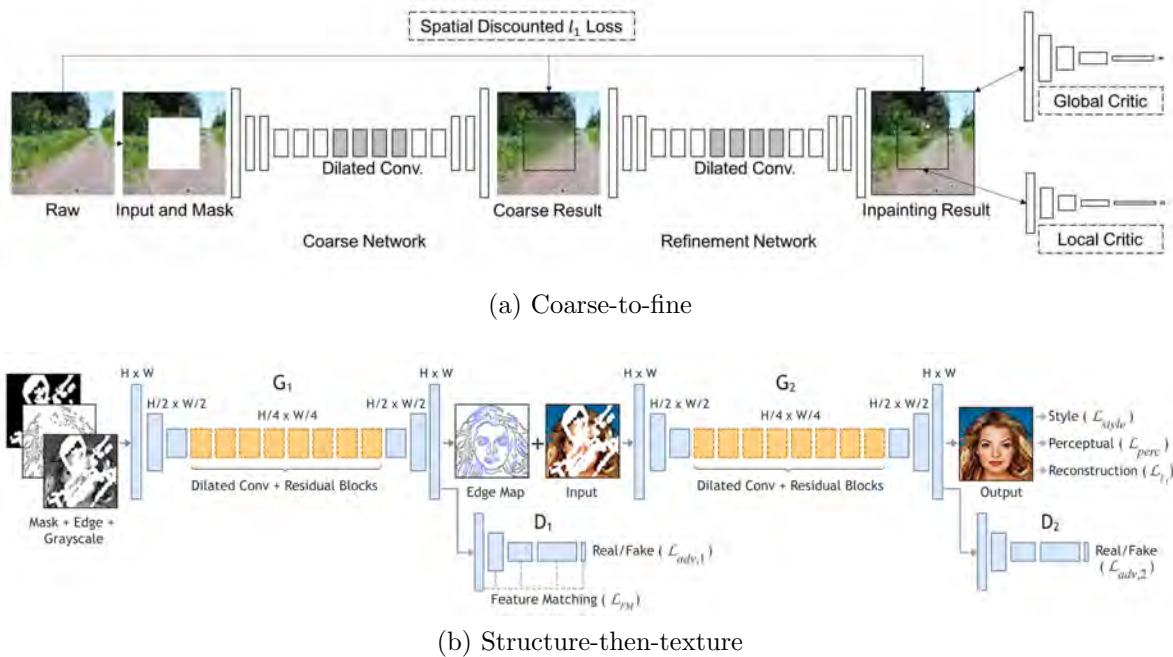 Spatial Discounted l₁ Loss
Global Critic
Dilated Conv.
Dilated Conv.
Raw
Input and Mask
Coarse Result
Inpainting Result
Coarse Network
Refinement Network
Local Critic
(a) Coarse-to-fine
H x W
G₁
H x W
H x W
G₂
H x W
H/2 x W/2
H/4 x W/4
H/2 x W/2
H/2 x W/2
H/4 x W/4
H/2 x W/2
Style ( ℒstyle)
Perceptual ( ℒperc)
Reconstruction ( ℒℓ₁)
+
Dilated Conv + Residual Blocks
Edge Map
Input
Dilated Conv + Residual Blocks
Output
Mask + Edge +
Grayscale
D₁
D₂
Real/Fake ( ℒadv,1)
Real/Fake
( ℒadv,2)
Feature Matching ( ℒFM)
(b) Structure-then-texture